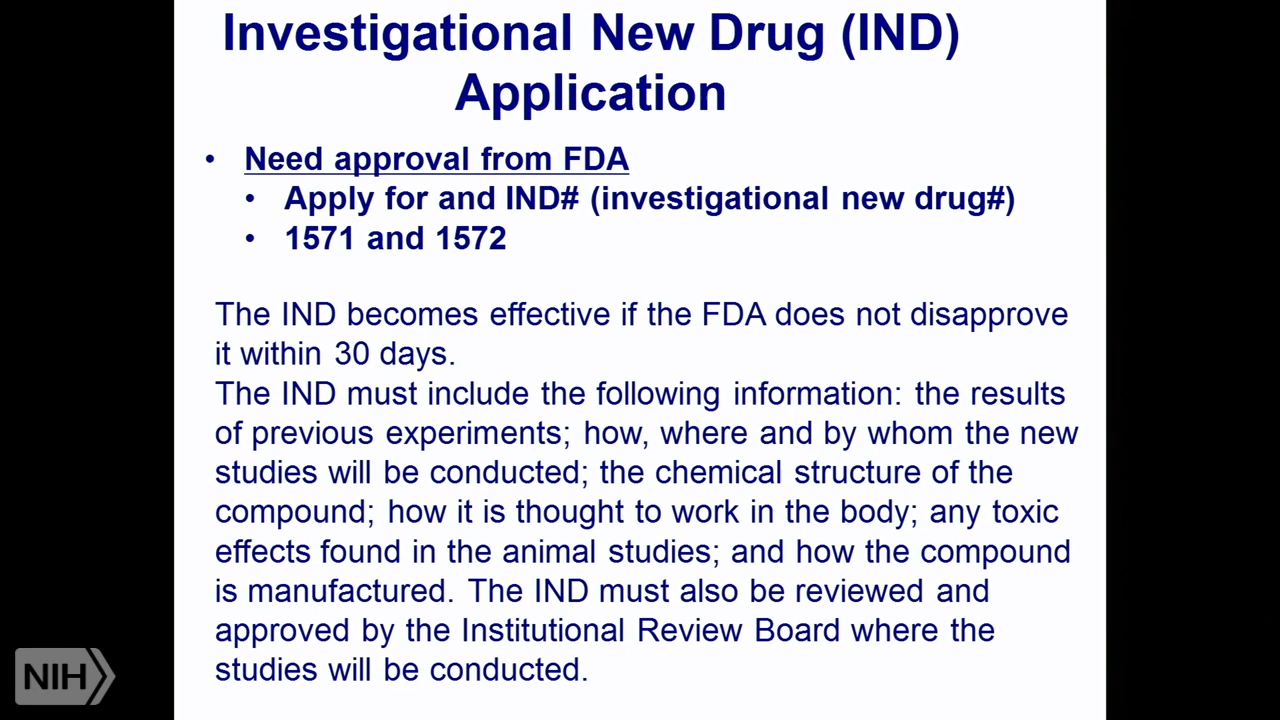 Investigational New Drug (IND)
Application
• Need approval from FDA
• Apply for and IND# (investigational new drug#)
• 1571 and 1572
The IND becomes effective if the FDA does not disapprove
it within 30 days.
The IND must include the following information: the results
of previous experiments; how, where and by whom the new
studies will be conducted; the chemical structure of the
compound; how it is thought to work in the body; any toxic
effects found in the animal studies; and how the compound
is manufactured. The IND must also be reviewed and
approved by the Institutional Review Board where the
studies will be conducted.
NIH